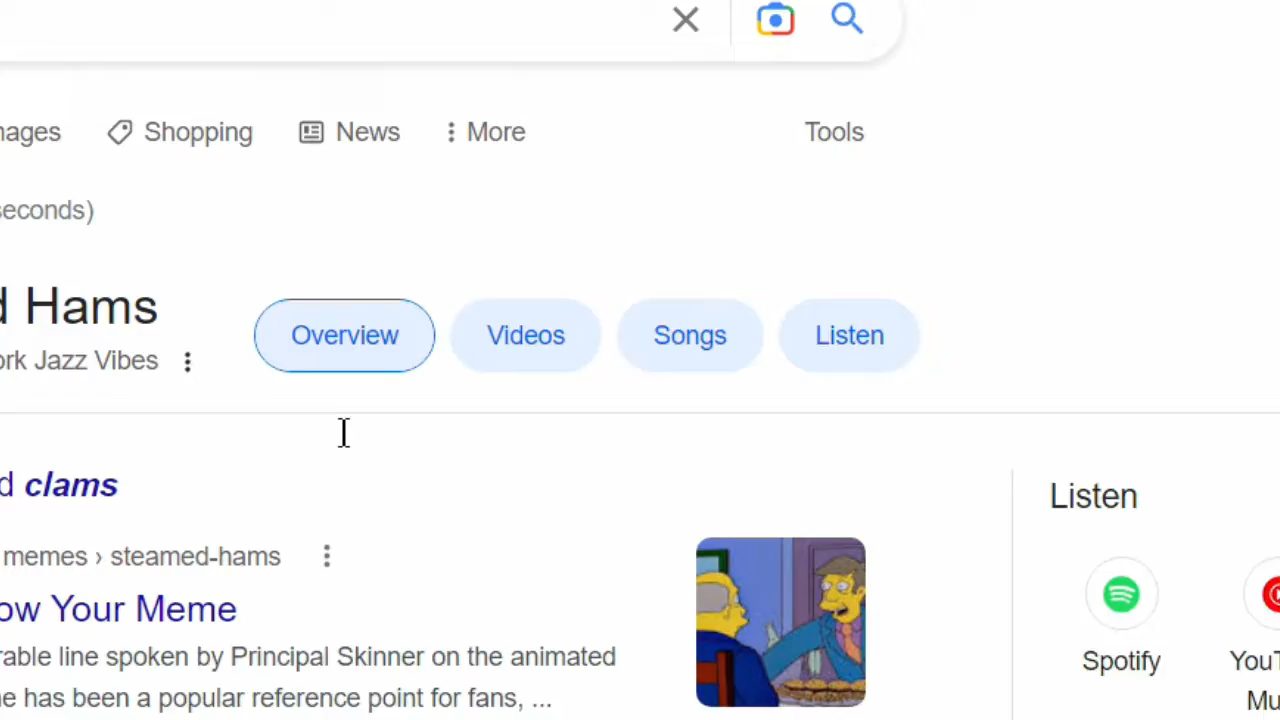 nages Shopping News More Tools
seconds)
d Hams
ork Jazz Vibes
Overview Videos Songs Listen
d clams
memes › steamed-hams
ow Your Meme
rable line spoken by Principal Skinner on the animated
ne has been a popular reference point for fans, ...
Listen
Spotify
YouT
Mu